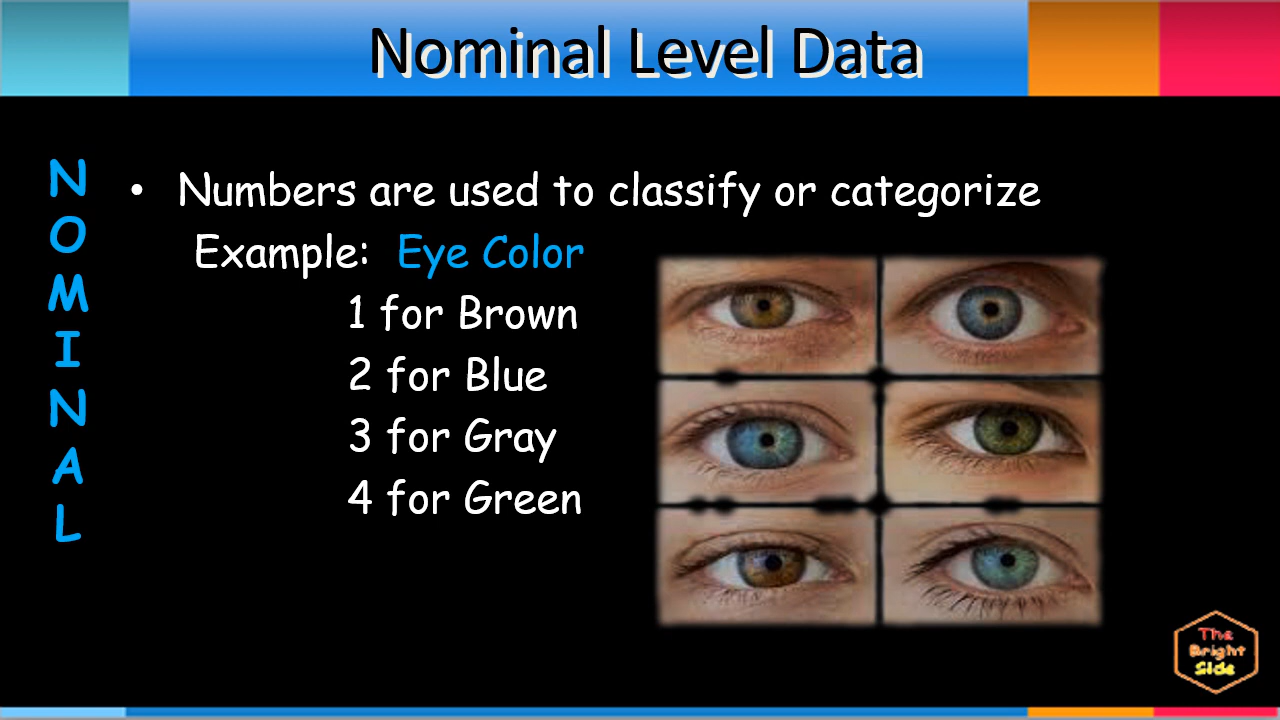 Nominal Level Data
NOMINAL
• Numbers are used to classify or categorize
Example: Eye Color
1 for Brown
2 for Blue
3 for Gray
4 for Green
The
Bright
Side